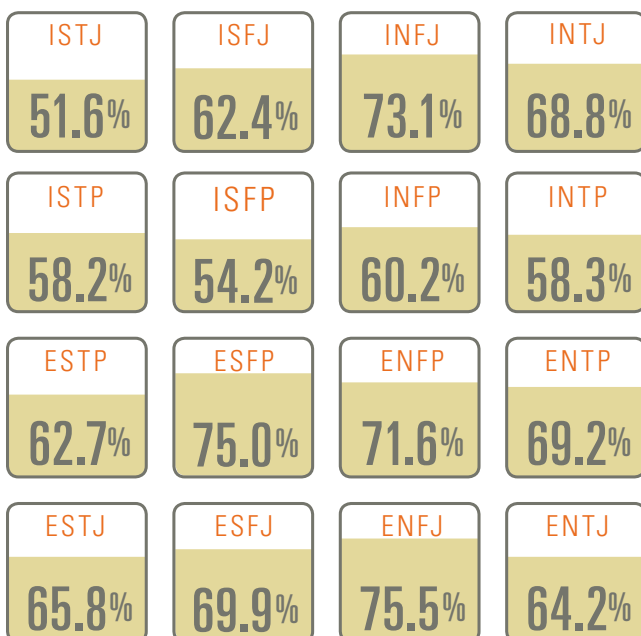 ISTJ ISFJ INFJ INTJ
51.6% 62.4% 73.1% 68.8%
ISTP ISFP INFP INTP
58.2% 54.2% 60.2% 58.3%
ESTP ESFP ENFP ENTP
62.7% 75.0% 71.6% 69.2%
ESTJ ESFJ ENFJ ENTJ
65.8% 69.9% 75.5% 64.2%